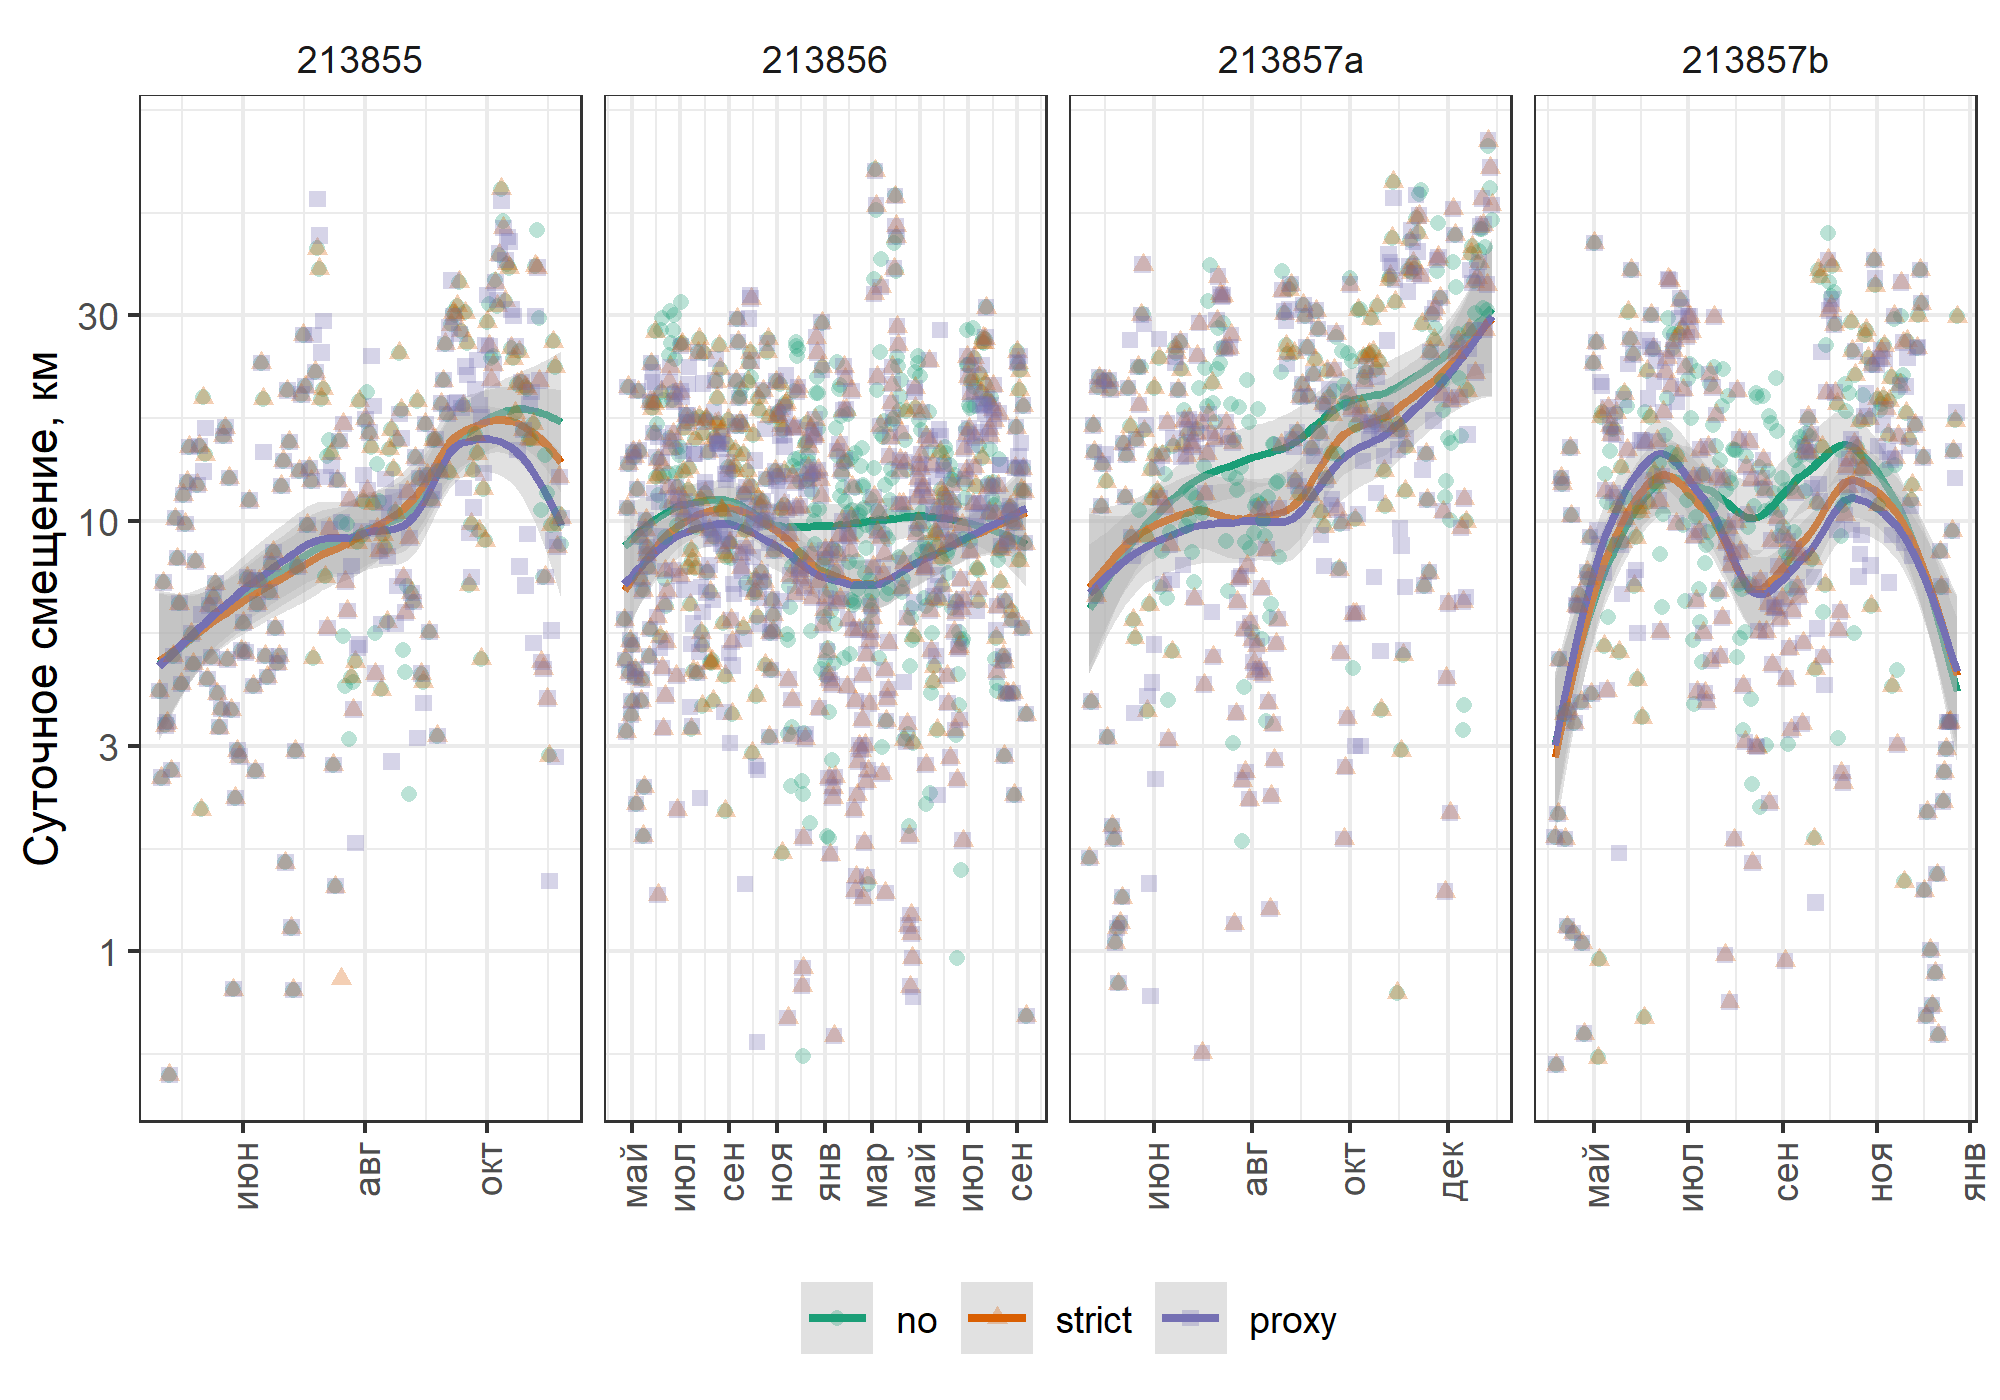 213855 213856 213857a 213857b
Суточное смещение, км
30
10
3
1
июн авг окт май июл сен ноя янв мар май июл сен июн авг окт дек май июл сен ноя янв
no strict proxy